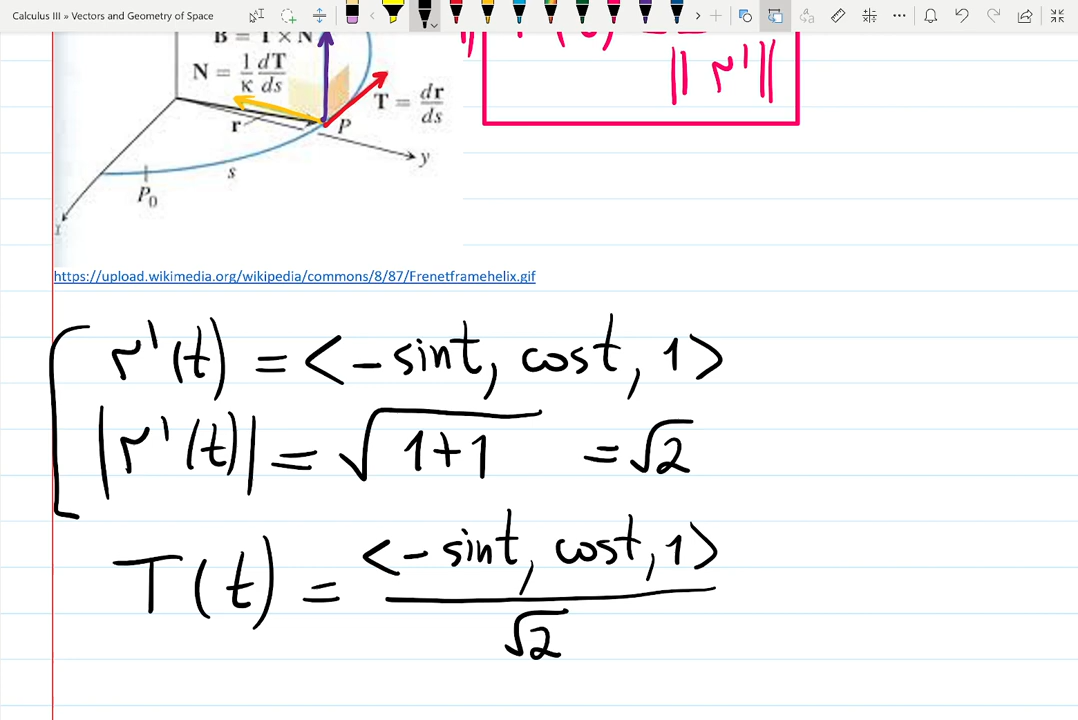 Calculus III » Vectors and Geometry of Space
B = T × N
N = 1/κ dT/ds
T = dr/ds
‖ r' ‖
r
P
y
s
P₀
https://upload.wikimedia.org/wikipedia/commons/8/87/Frenetframehelix.gif
r'(t) = <-sint, cost, 1>
|r'(t)| = √1+1 = √2
T(t) = <-sint, cost, 1>
√2